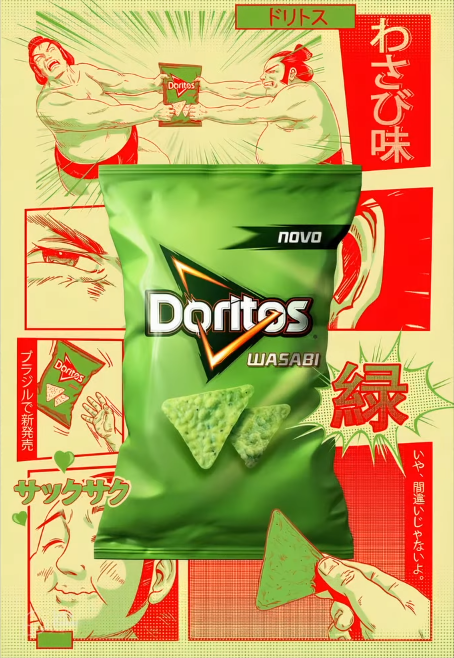 ドリトス
わさび味
Doritos
novo
Doritos
WASABI
緑
ブラジルで新発売
Doritos
サックサク
いや、間違いじゃないよ。